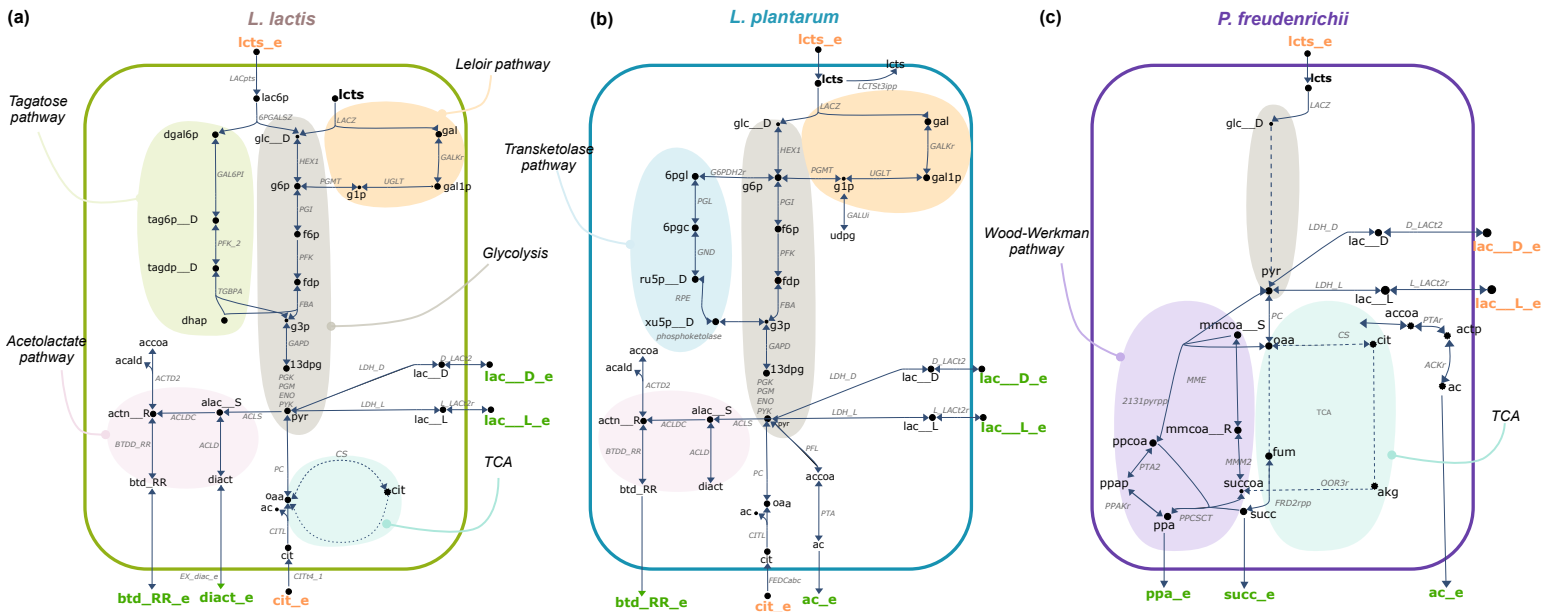 (a)
L. lactis
lcts_e
LACpts
Leloir pathway
lac6p
lcts
Tagatose
pathway
6PGALSZ
LACZ
dgal6p
glc__D
gal
GAL6PI
HEX1
GALKr
g6p
PGMT
g1p
UGLT
gal1p
PGI
tag6p__D
f6p
PFK_2
PFK
Glycolysis
tagdp__D
fdp
TGBPA
FBA
dhap
g3p
GAPD
Acetolactate
pathway
accoa
acald
13dpg
ACTD2
PGK
PGM
ENO
PYK
LDH_D
D_LACt2
lac__D
lac__D_e
actn__R
ACLDC
alac__S
ACLS
pyr
LDH_L
L_LACt2r
lac__L
lac__L_e
BTDD_RR
ACLD
PC
CS
TCA
btd_RR
diact
oaa
cit
ac
CITL
cit
EX_diac_e
CITt4_1
btd_RR_e
diact_e
cit_e
(b)
L. plantarum
lcts_e
lcts
lcts
LCTSt3ipp
LACZ
glc__D
gal
Transketolase
pathway
HEX1
GALKr
6pgl
G6PDH2r
g6p
PGMT
g1p
UGLT
gal1p
PGL
PGI
GALUi
6pgc
f6p
udpg
GND
PFK
ru5p__D
fdp
RPE
FBA
xu5p__D
g3p
phosphoketolase
GAPD
accoa
acald
13dpg
ACTD2
PGK
PGM
ENO
PYK
LDH_D
D_LACt2
lac__D
lac__D_e
actn__R
ACLDC
alac__S
ACLS
pyr
LDH_L
L_LACt2r
lac__L
lac__L_e
BTDD_RR
ACLD
PC
PFL
btd_RR
diact
accoa
oaa
ac
PTA
CITL
cit
ac
FEDCabc
btd_RR_e
cit_e
ac_e
(c)
P. freudenrichii
lcts_e
lcts
LACZ
glc__D
Wood-Werkman
pathway
LDH_D
D_LACt2
lac__D
lac__D_e
pyr
LDH_L
L_LACt2r
lac__L
lac__L_e
PC
mmcoa__S
oaa
CS
cit
accoa
PTAr
actp
ACKr
MME
ac
2131pyrpp
TCA
TCA
ppcoa
mmcoa__R
PTA2
MMM2
fum
ppap
succoa
OOR3r
akg
PPAKr
ppa
PPCSCT
succ
FRD2rpp
ppa_e
succ_e
ac_e